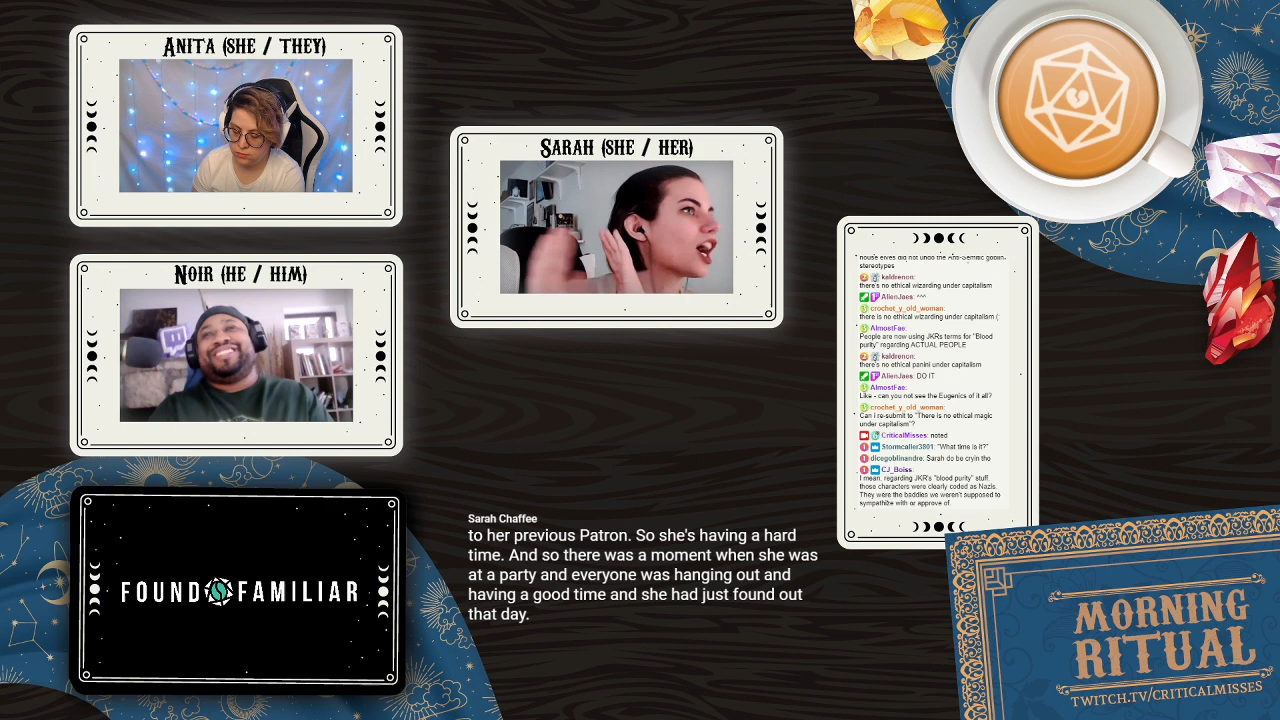 ANITA (SHE / THEY)
SARAH (SHE / HER)
NOIR (HE / HIM)
FOUND FAMILIAR
house elves did not undo the Anti-Semitic goblin
stereotypes
kaldrenon:
there's no ethical wizarding under capitalism
AlienJaes: ^^^
crochet_y_old_woman:
there is no ethical wizarding under capitalism (:
AlmostFae:
People are now using JKRs terms for "Blood
purity" regarding ACTUAL PEOPLE
kaldrenon:
there's no ethical panini under capitalism
AlienJaes: DO IT
AlmostFae:
Like - can you not see the Eugenics of it all?
crochet_y_old_woman:
Can I re-submit to "There is no ethical magic
under capitalism"?
CriticalMisses: noted
Stormcaller3801: "What time is it?"
dicegoblinandre: Sarah do be cryin tho
CJ_Boiss:
I mean, regarding JKR's "blood purity" stuff,
those characters were clearly coded as Nazis.
They were the baddies we weren't supposed to
sympathize with or approve of.
Sarah Chaffee
to her previous Patron. So she's having a hard
time. And so there was a moment when she was
at a party and everyone was hanging out and
having a good time and she had just found out
that day.
MORNING
RITUAL
TWITCH.TV/CRITICALMISSES